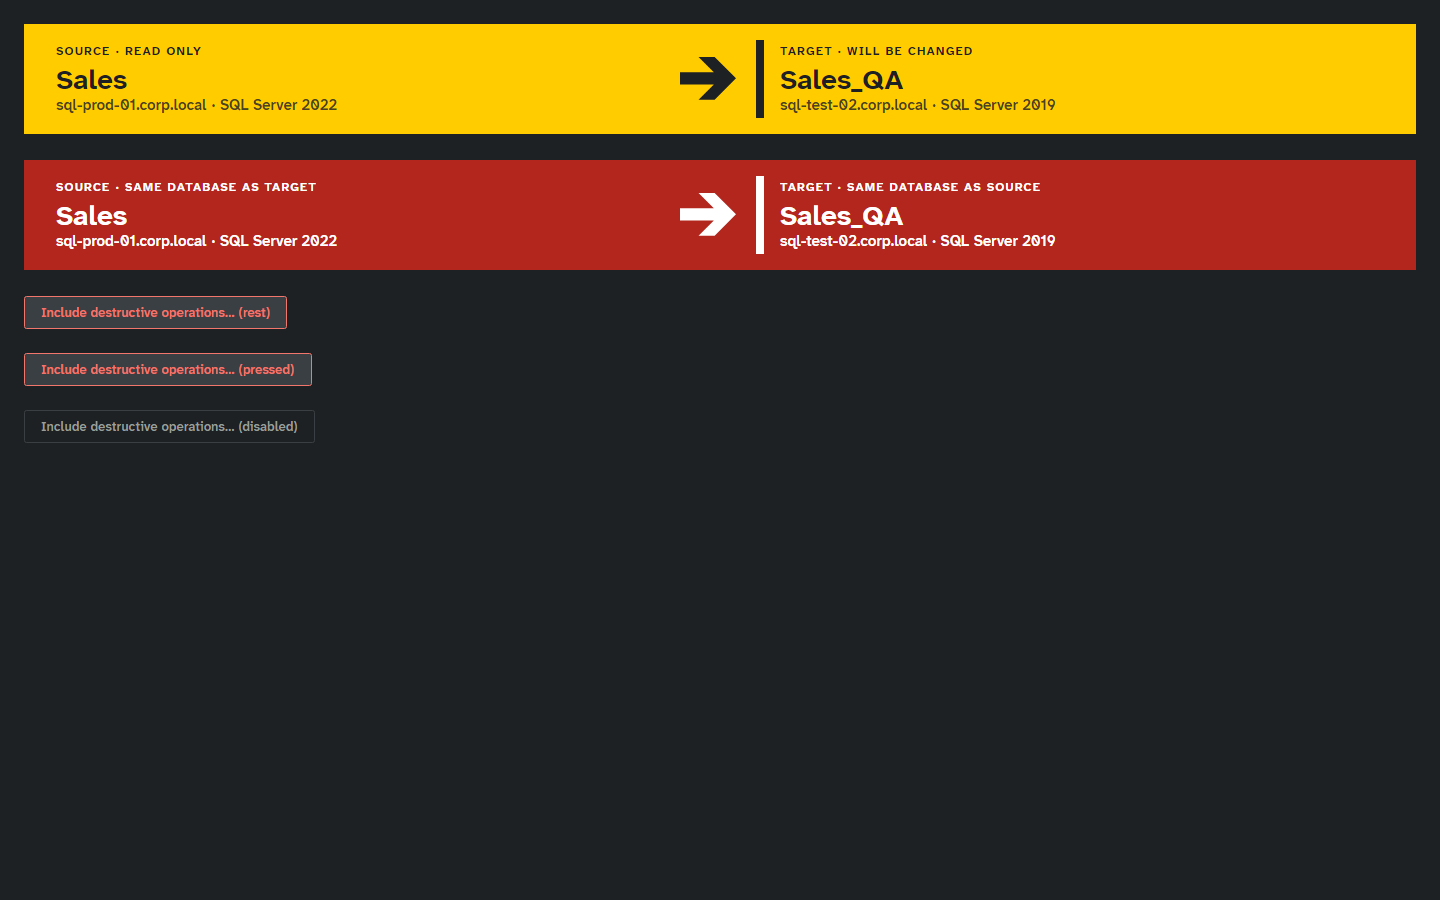 SOURCE · READ ONLY
Sales
sql-prod-01.corp.local · SQL Server 2022
TARGET · WILL BE CHANGED
Sales_QA
sql-test-02.corp.local · SQL Server 2019
SOURCE · SAME DATABASE AS TARGET
Sales
sql-prod-01.corp.local · SQL Server 2022
TARGET · SAME DATABASE AS SOURCE
Sales_QA
sql-test-02.corp.local · SQL Server 2019
Include destructive operations... (rest)
Include destructive operations... (pressed)
Include destructive operations... (disabled)